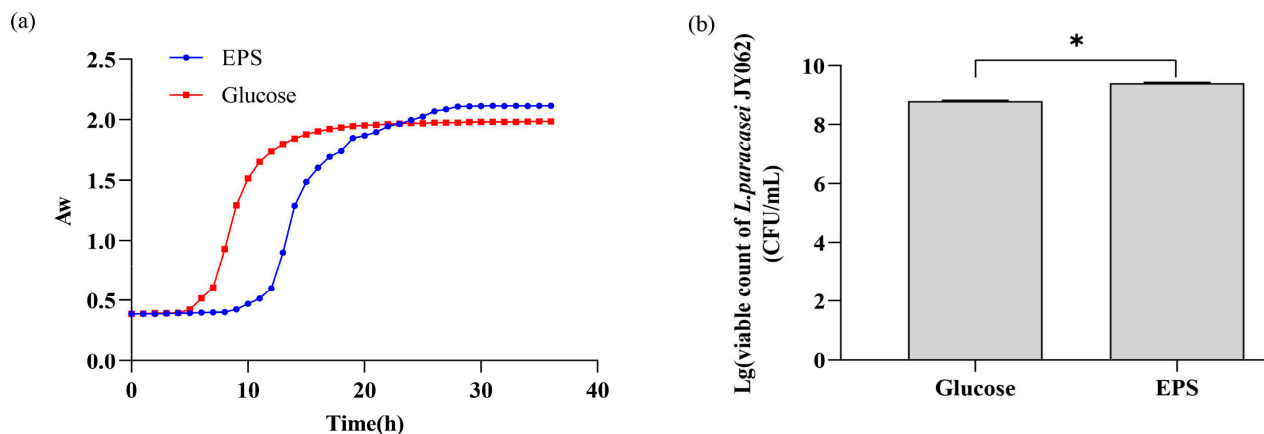 (a)
EPS
Glucose
2.5
2.0
1.5
1.0
0.5
0.0
Aw
0
10
20
30
40
Time(h)
(b)
*
10
8
6
4
2
0
Lg(viable count of L.paracasei JY062)
(CFU/mL)
Glucose
EPS